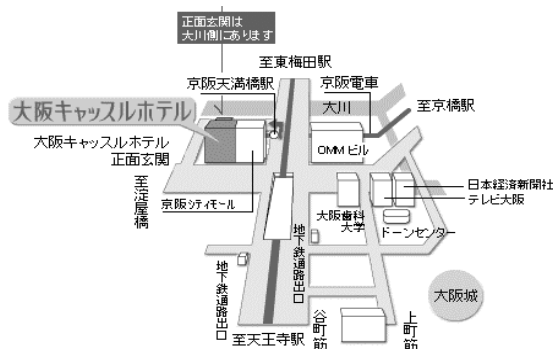 正面玄関は
大川側にあります
至東梅田駅
京阪天満橋駅
京阪電車
大川
至京橋駅
大阪キャッスルホテル
大阪キャッスルホテル
正面玄関
OMMビル
至淀屋橋
京阪シティモール
日本経済新聞社
テレビ大阪
大阪歯科
大学
ドーンセンター
地下鉄通路出口
地下鉄通路出口
大阪城
至天王寺駅
谷町筋
上町筋